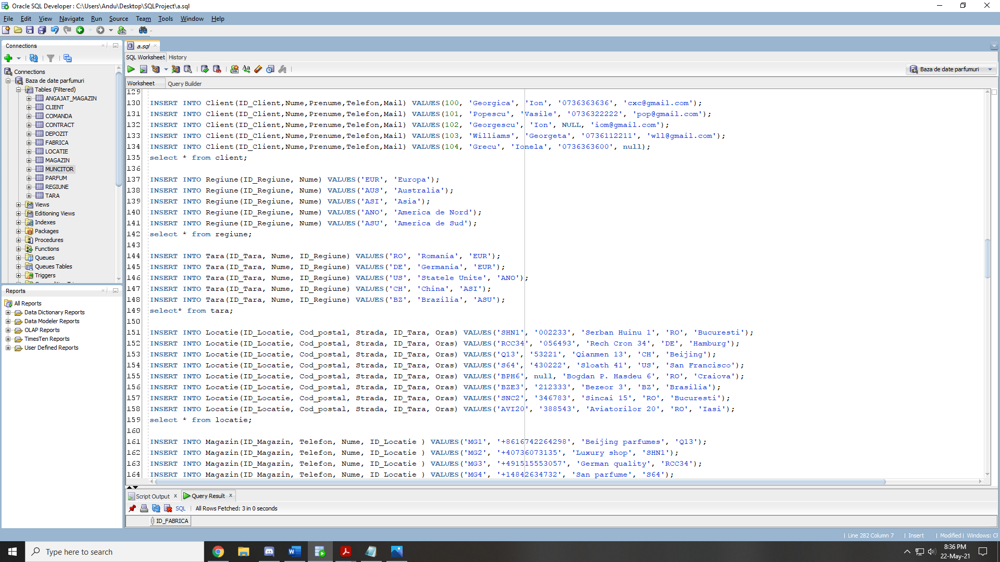 Oracle SQL Developer : C:\Users\Andu\Desktop\SQLProject\a.sql
File Edit View Navigate Run Source Team Tools Window Help
Connections
Connections
Baza de date parfumuri
Tables (Filtered)
ANGAJAT_MAGAZIN
CLIENT
COMANDA
CONTRACT
DEPOZIT
FABRICA
LOCATIE
MAGAZIN
MUNCITOR
PARFUM
REGIUNE
TARA
Views
Editioning Views
Indexes
Packages
Procedures
Functions
Queues
Queues Tables
Triggers
Reports
All Reports
Data Dictionary Reports
Data Modeler Reports
OLAP Reports
TimesTen Reports
User Defined Reports
a.sql
SQL Worksheet History
Baza de date parfumuri
Worksheet Query Builder
129
130 INSERT INTO Client(ID_Client,Nume,Prenume,Telefon,Mail) VALUES(100, 'Georgica', 'Ion', '0736363636', 'cxc@gmail.com');
131 INSERT INTO Client(ID_Client,Nume,Prenume,Telefon,Mail) VALUES(101, 'Popescu', 'Vasile', '0736322222', 'pop@gmail.com');
132 INSERT INTO Client(ID_Client,Nume,Prenume,Telefon,Mail) VALUES(102, 'Georgescu', 'Ion', NULL, 'iom@gmail.com');
133 INSERT INTO Client(ID_Client,Nume,Prenume,Telefon,Mail) VALUES(103, 'Williams', 'Georgeta', '0736112211', 'wll@gmail.com');
134 INSERT INTO Client(ID_Client,Nume,Prenume,Telefon,Mail) VALUES(104, 'Grecu', 'Ionela', '0736363600', null);
135 select * from client;
136
137 INSERT INTO Regiune(ID_Regiune, Nume) VALUES('EUR', 'Europa');
138 INSERT INTO Regiune(ID_Regiune, Nume) VALUES('AUS', 'Australia');
139 INSERT INTO Regiune(ID_Regiune, Nume) VALUES('ASI', 'Asia');
140 INSERT INTO Regiune(ID_Regiune, Nume) VALUES('ANO', 'America de Nord');
141 INSERT INTO Regiune(ID_Regiune, Nume) VALUES('ASU', 'America de Sud');
142 select * from regiune;
143
144 INSERT INTO Tara(ID_Tara, Nume, ID_Regiune) VALUES('RO', 'Romania', 'EUR');
145 INSERT INTO Tara(ID_Tara, Nume, ID_Regiune) VALUES('DE', 'Germania', 'EUR');
146 INSERT INTO Tara(ID_Tara, Nume, ID_Regiune) VALUES('US', 'Statele Unite', 'ANO');
147 INSERT INTO Tara(ID_Tara, Nume, ID_Regiune) VALUES('CH', 'China', 'ASI');
148 INSERT INTO Tara(ID_Tara, Nume, ID_Regiune) VALUES('BZ', 'Brazilia', 'ASU');
149 select* from tara;
150
151 INSERT INTO Locatie(ID_Locatie, Cod_postal, Strada, ID_Tara, Oras) VALUES('SHN1', '002233', 'Serban Huinu 1', 'RO', 'Bucuresti');
152 INSERT INTO Locatie(ID_Locatie, Cod_postal, Strada, ID_Tara, Oras) VALUES('RCC34', '056493', 'Rech Cron 34', 'DE', 'Hamburg');
153 INSERT INTO Locatie(ID_Locatie, Cod_postal, Strada, ID_Tara, Oras) VALUES('Q13', '53221', 'Qianmen 13', 'CH', 'Beijing');
154 INSERT INTO Locatie(ID_Locatie, Cod_postal, Strada, ID_Tara, Oras) VALUES('S64', '430222', 'Sloath 41', 'US', 'San Francisco');
155 INSERT INTO Locatie(ID_Locatie, Cod_postal, Strada, ID_Tara, Oras) VALUES('BPH6', null, 'Bogdan P. Hasdeu 6', 'RO', 'Craiova');
156 INSERT INTO Locatie(ID_Locatie, Cod_postal, Strada, ID_Tara, Oras) VALUES('BZE3', '212333', 'Bezeor 3', 'BZ', 'Brasilia');
157 INSERT INTO Locatie(ID_Locatie, Cod_postal, Strada, ID_Tara, Oras) VALUES('SNC2', '346783', 'Sincai 15', 'RO', 'Bucuresti');
158 INSERT INTO Locatie(ID_Locatie, Cod_postal, Strada, ID_Tara, Oras) VALUES('AVI20', '388543', 'Aviatorilor 20', 'RO', 'Iasi');
159 select * from locatie;
160
161 INSERT INTO Magazin(ID_Magazin, Telefon, Nume, ID_Locatie ) VALUES('MG1', '+8616742264298', 'Beijing parfumes', 'Q13');
162 INSERT INTO Magazin(ID_Magazin, Telefon, Nume, ID_Locatie ) VALUES('MG2', '+40736073135', 'Luxury shop', 'SHN1');
163 INSERT INTO Magazin(ID_Magazin, Telefon, Nume, ID_Locatie ) VALUES('MG3', '+491515553057', 'German quality', 'RCC34');
164 INSERT INTO Magazin(ID_Magazin, Telefon, Nume, ID_Locatie ) VALUES('MG4', '+14842634732', 'San parfume', 'S64');
Script Output Query Result
SQL All Rows Fetched: 3 in 0 seconds
ID_FABRICA
Line 282 Column 7 Insert Modified Windows: CF
Type here to search
8:36 PM
22-May-21